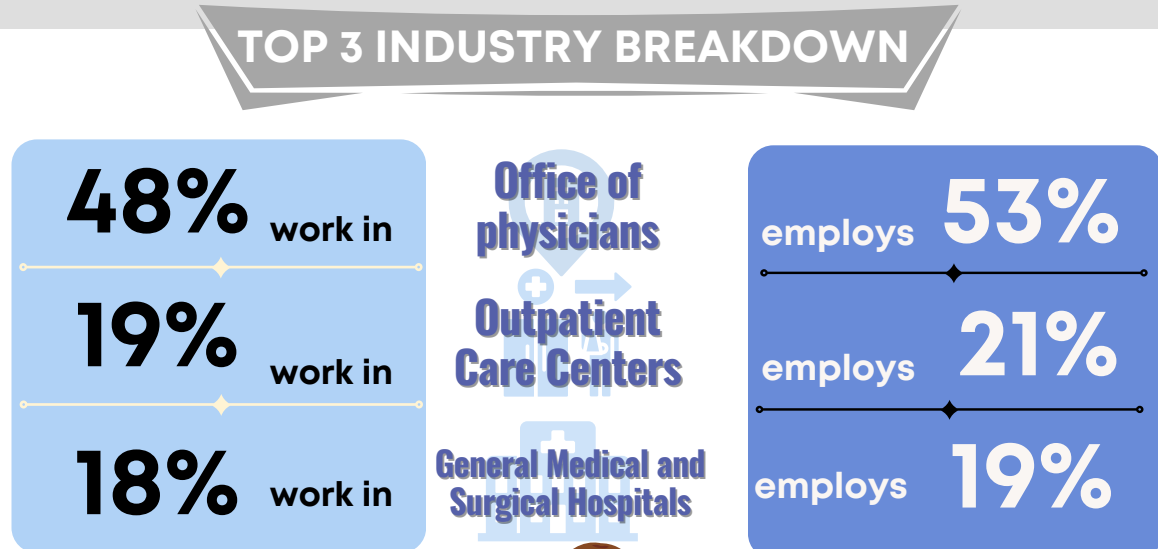 TOP 3 INDUSTRY BREAKDOWN
48% work in
Office of
physicians
employs 53%
19% work in
Outpatient
Care Centers
employs 21%
18% work in
General Medical and
Surgical Hospitals
employs 19%